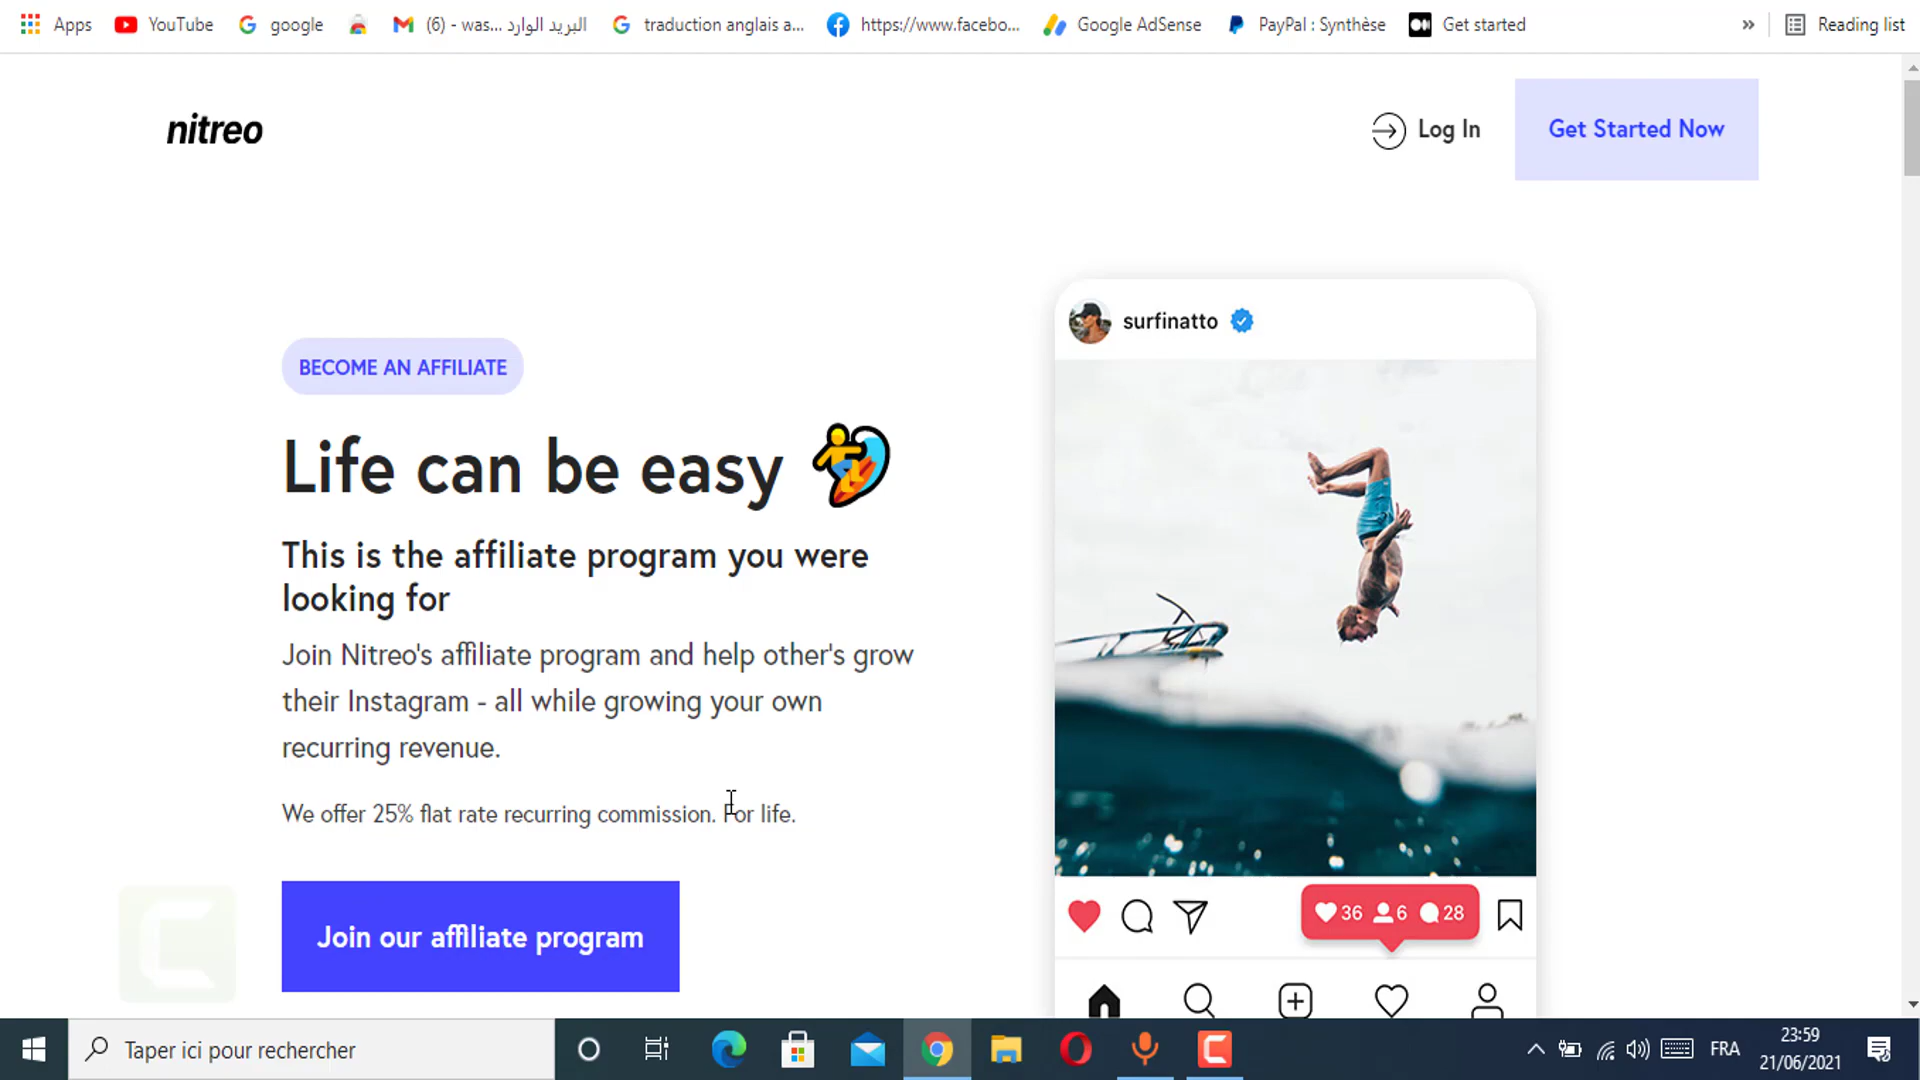 Apps
YouTube
google
(6) - was... البريد الوارد
traduction anglais a...
https://www.facebo...
Google AdSense
PayPal : Synthèse
Get started
»
Reading list
nitreo
Log In
Get Started Now
BECOME AN AFFILIATE
Life can be easy
This is the affiliate program you were
looking for
Join Nitreo's affiliate program and help other's grow
their Instagram - all while growing your own
recurring revenue.
We offer 25% flat rate recurring commission. For life.
Join our affiliate program
surfinatto
36 6 28
Taper ici pour rechercher
FRA
23:59
21/06/2021